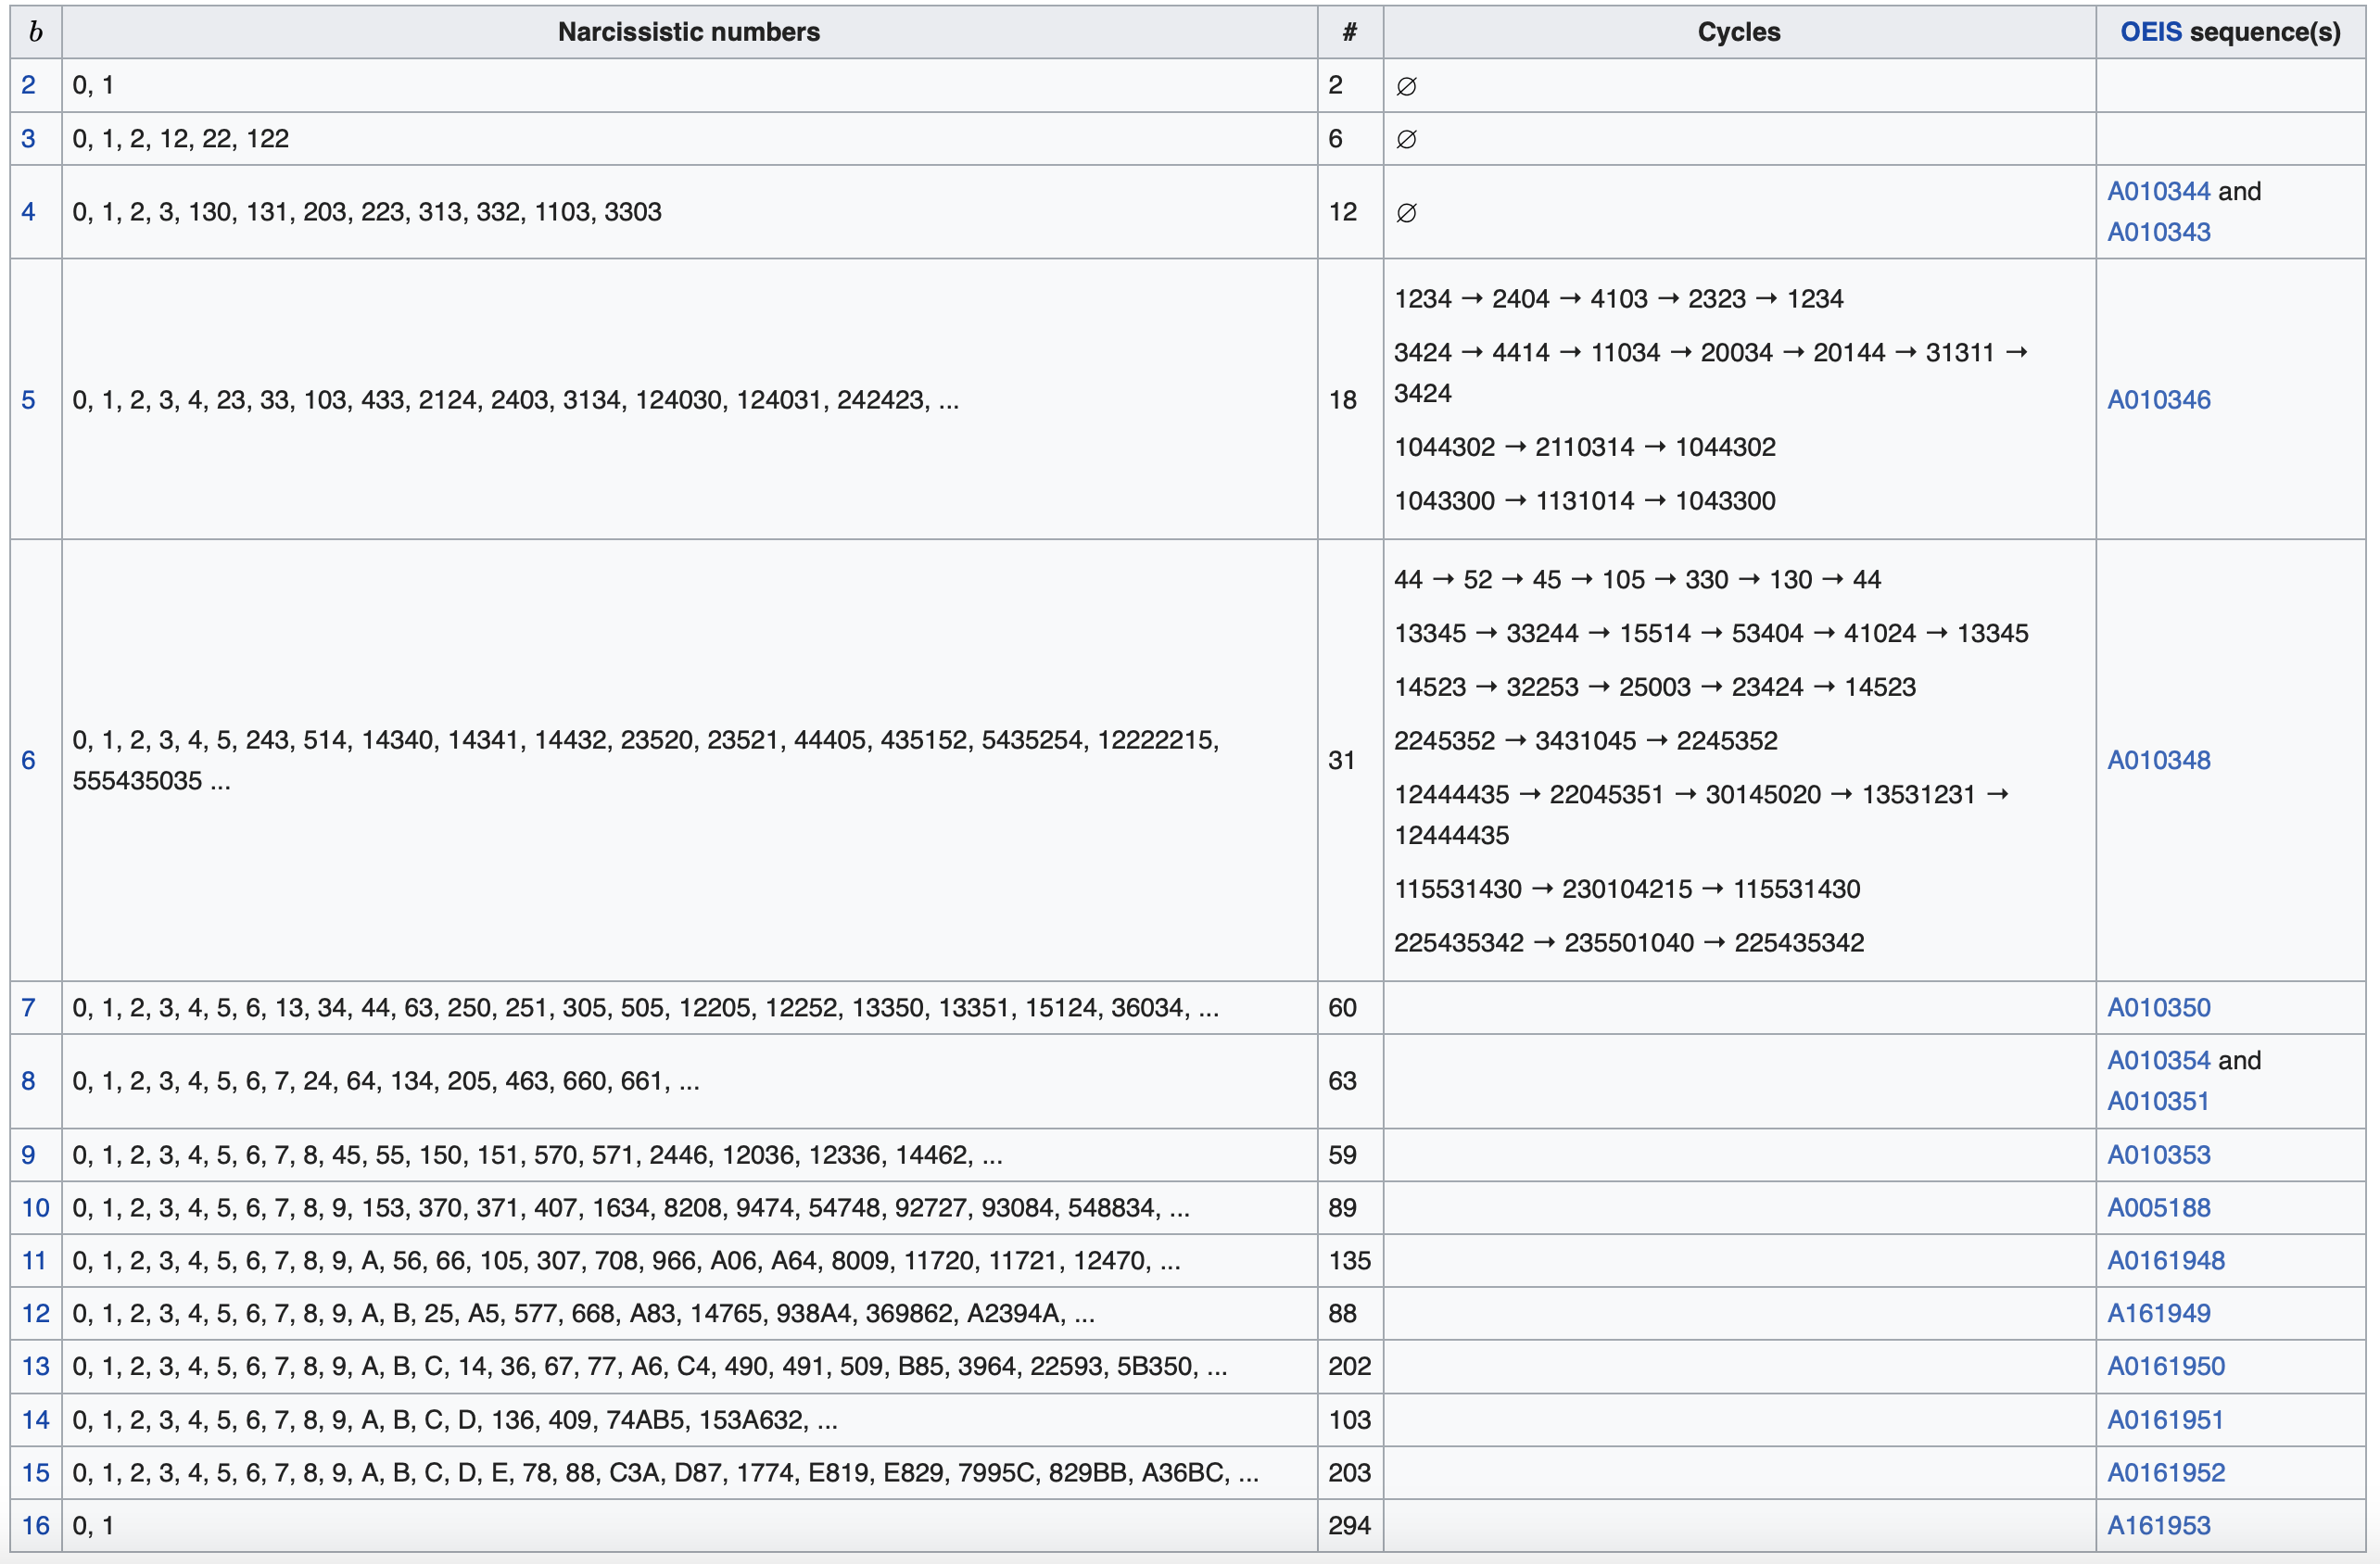 b Narcissistic numbers # Cycles OEIS sequence(s)
2 0, 1 2 ∅
3 0, 1, 2, 12, 22, 122 6 ∅
4 0, 1, 2, 3, 130, 131, 203, 223, 313, 332, 1103, 3303 12 ∅ A010344 and
A010343
5 0, 1, 2, 3, 4, 23, 33, 103, 433, 2124, 2403, 3134, 124030, 124031, 242423, ... 18
1234 → 2404 → 4103 → 2323 → 1234
3424 → 4414 → 11034 → 20034 → 20144 → 31311 →
3424
1044302 → 2110314 → 1044302
1043300 → 1131014 → 1043300
A010346
6 0, 1, 2, 3, 4, 5, 243, 514, 14340, 14341, 14432, 23520, 23521, 44405, 435152, 5435254, 12222215,
555435035 ... 31
44 → 52 → 45 → 105 → 330 → 130 → 44
13345 → 33244 → 15514 → 53404 → 41024 → 13345
14523 → 32253 → 25003 → 23424 → 14523
2245352 → 3431045 → 2245352
12444435 → 22045351 → 30145020 → 13531231 →
12444435
115531430 → 230104215 → 115531430
225435342 → 235501040 → 225435342
A010348
7 0, 1, 2, 3, 4, 5, 6, 13, 34, 44, 63, 250, 251, 305, 505, 12205, 12252, 13350, 13351, 15124, 36034, ... 60 A010350
8 0, 1, 2, 3, 4, 5, 6, 7, 24, 64, 134, 205, 463, 660, 661, ... 63 A010354 and
A010351
9 0, 1, 2, 3, 4, 5, 6, 7, 8, 45, 55, 150, 151, 570, 571, 2446, 12036, 12336, 14462, ... 59 A010353
10 0, 1, 2, 3, 4, 5, 6, 7, 8, 9, 153, 370, 371, 407, 1634, 8208, 9474, 54748, 92727, 93084, 548834, ... 89 A005188
11 0, 1, 2, 3, 4, 5, 6, 7, 8, 9, A, 56, 66, 105, 307, 708, 966, A06, A64, 8009, 11720, 11721, 12470, ... 135 A0161948
12 0, 1, 2, 3, 4, 5, 6, 7, 8, 9, A, B, 25, A5, 577, 668, A83, 14765, 938A4, 369862, A2394A, ... 88 A161949
13 0, 1, 2, 3, 4, 5, 6, 7, 8, 9, A, B, C, 14, 36, 67, 77, A6, C4, 490, 491, 509, B85, 3964, 22593, 5B350, ... 202 A0161950
14 0, 1, 2, 3, 4, 5, 6, 7, 8, 9, A, B, C, D, 136, 409, 74AB5, 153A632, ... 103 A0161951
15 0, 1, 2, 3, 4, 5, 6, 7, 8, 9, A, B, C, D, E, 78, 88, C3A, D87, 1774, E819, E829, 7995C, 829BB, A36BC, ... 203 A0161952
16 0, 1 294 A161953